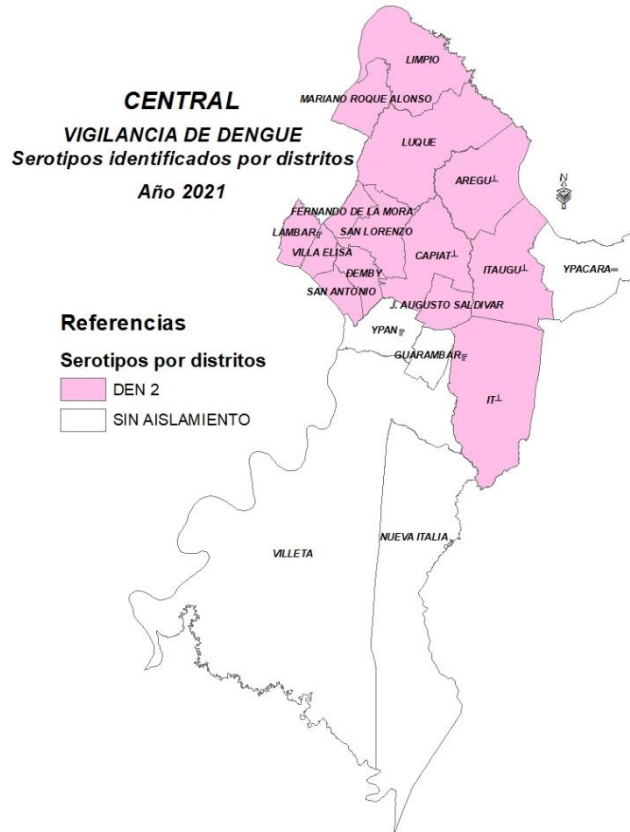 CENTRAL
VIGILANCIA DE DENGUE
Serotipos identificados por distritos
Año 2021
N
LIMPIO
MARIANO ROQUE ALONSO
LUQUE
AREGU┴
FERNANDO DE LA MORA
LAMBAR╔
SAN LORENZO
VILLA ELISA
CAPIAT┴
ITAUGU┴
YPACARA═
ÐEMBY
SAN ANTONIO
J. AUGUSTO SALDIVAR
YPAN╔
GUARAMBAR╔
IT┴
NUEVA ITALIA
VILLETA
Referencias
Serotipos por distritos
DEN 2
SIN AISLAMIENTO